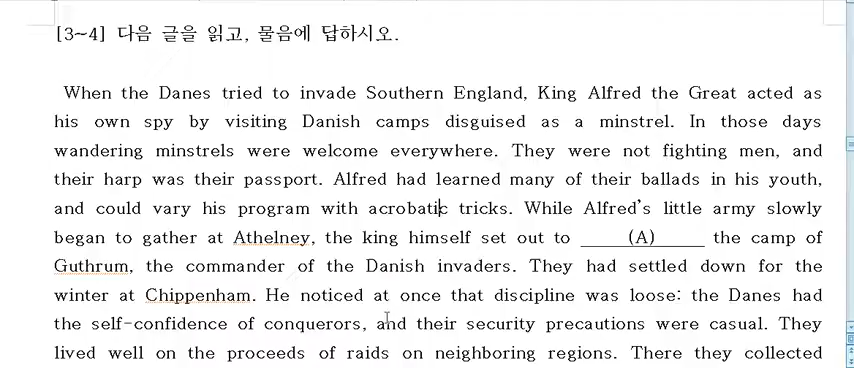 [3~4] 다음 글을 읽고, 물음에 답하시오.
When the Danes tried to invade Southern England, King Alfred the Great acted as
his own spy by visiting Danish camps disguised as a minstrel. In those days
wandering minstrels were welcome everywhere. They were not fighting men, and
their harp was their passport. Alfred had learned many of their ballads in his youth,
and could vary his program with acrobatic tricks. While Alfred's little army slowly
began to gather at Athelney, the king himself set out to ______(A)______ the camp of
Guthrum, the commander of the Danish invaders. They had settled down for the
winter at Chippenham. He noticed at once that discipline was loose: the Danes had
the self-confidence of conquerors, and their security precautions were casual. They
lived well on the proceeds of raids on neighboring regions. There they collected